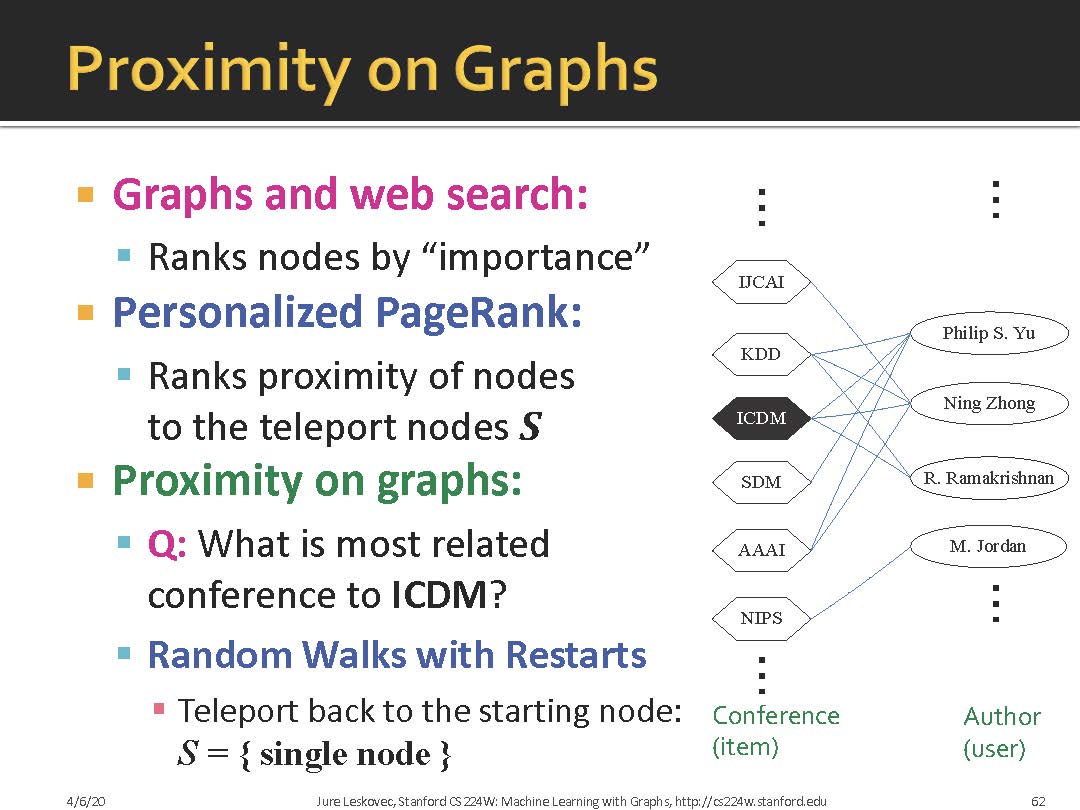 Proximity on Graphs
Graphs and web search:
Ranks nodes by “importance”
Personalized PageRank:
Ranks proximity of nodes
to the teleport nodes S
Proximity on graphs:
Q: What is most related
conference to ICDM?
Random Walks with Restarts
Teleport back to the starting node:
S = { single node }
IJCAI
KDD
ICDM
SDM
AAAI
NIPS
Conference
(item)
Philip S. Yu
Ning Zhong
R. Ramakrishnan
M. Jordan
Author
(user)
4/6/20
Jure Leskovec, Stanford CS224W: Machine Learning with Graphs, http://cs224w.stanford.edu
62